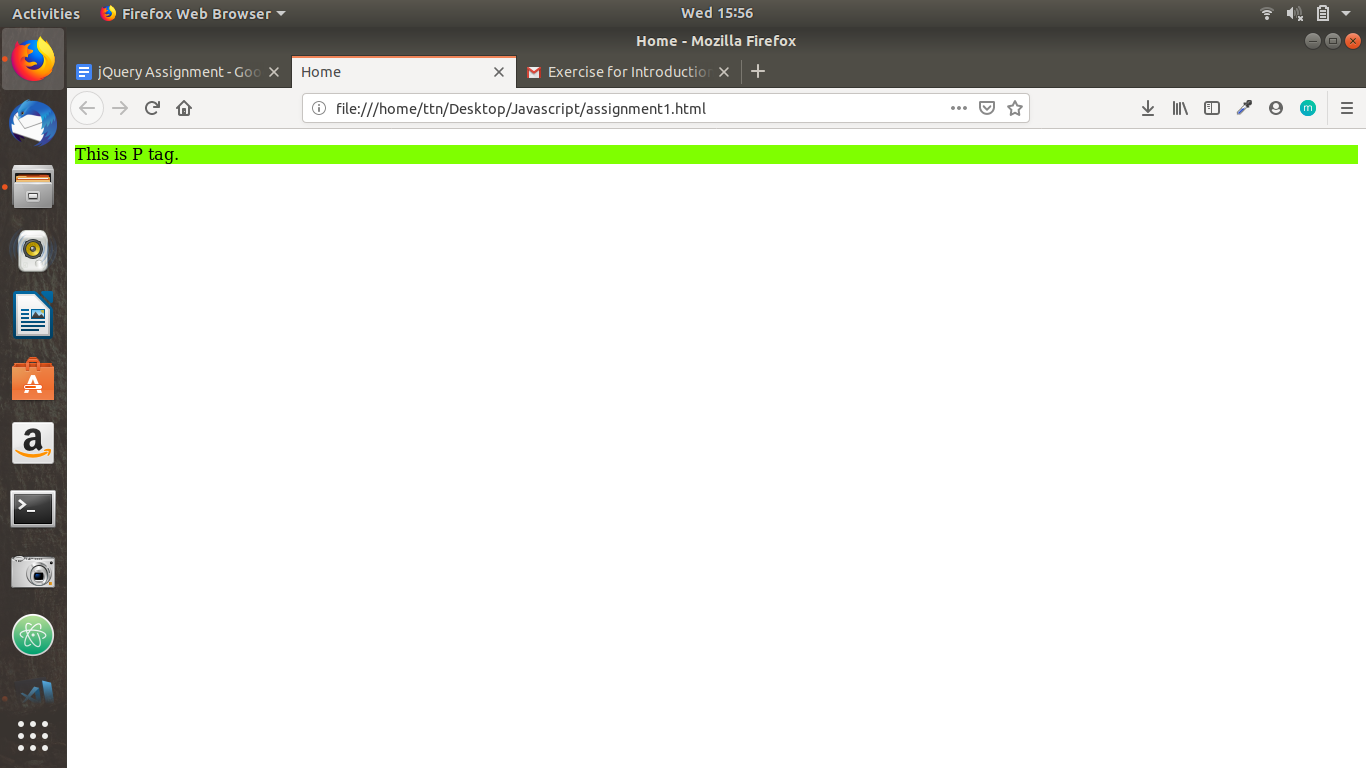 Activities
Firefox Web Browser
Wed 15:56
Home - Mozilla Firefox
jQuery Assignment - Goo
Home
Exercise for Introduction
file:///home/ttn/Desktop/Javascript/assignment1.html
m
This is P tag.